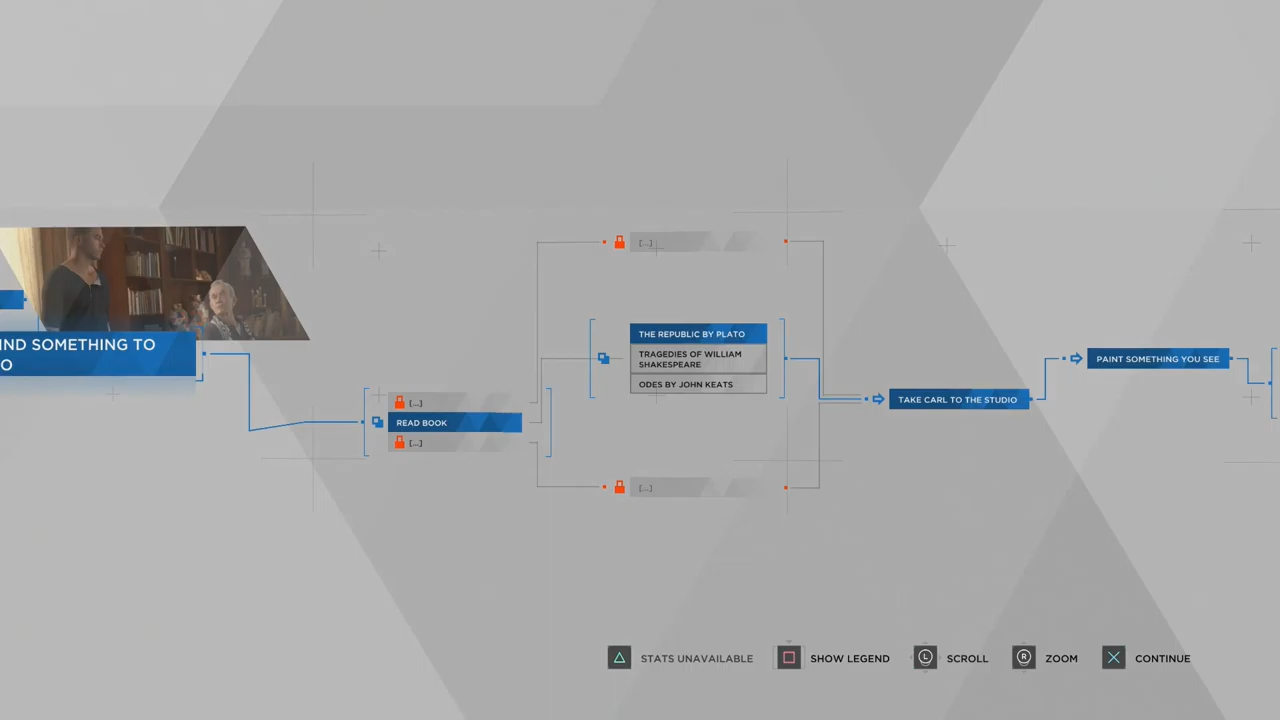 IND SOMETHING TO
O
[...]
READ BOOK
[...]
[...]
THE REPUBLIC BY PLATO
TRAGEDIES OF WILLIAM
SHAKESPEARE
ODES BY JOHN KEATS
[...]
TAKE CARL TO THE STUDIO
PAINT SOMETHING YOU SEE
STATS UNAVAILABLE
SHOW LEGEND
L
SCROLL
R
ZOOM
CONTINUE